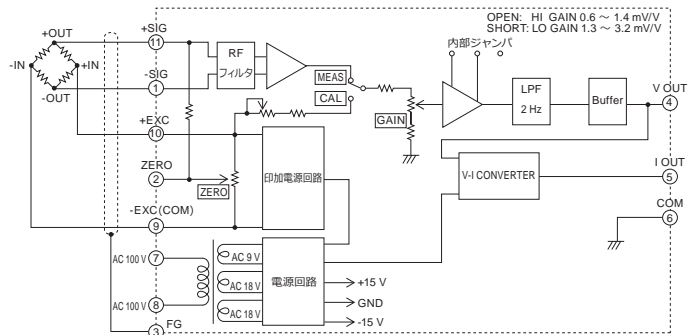 OPEN: HI GAIN 0.6 ～ 1.4 mV/V
SHORT: LO GAIN 1.3 ～ 3.2 mV/V
内部ジャンパ
+SIG
11
+OUT
-IN
+IN
-OUT
-SIG
1
RF
フィルタ
MEAS
CAL
GAIN
LPF
2 Hz
Buffer
V OUT
4
+EXC
10
ZERO
2
ZERO
印加電源回路
V-I CONVERTER
I OUT
5
COM
6
-EXC(COM)
9
AC 100 V
7
AC 100 V
8
AC 9 V
AC 18 V
AC 18 V
電源回路
+15 V
GND
-15 V
FG
3